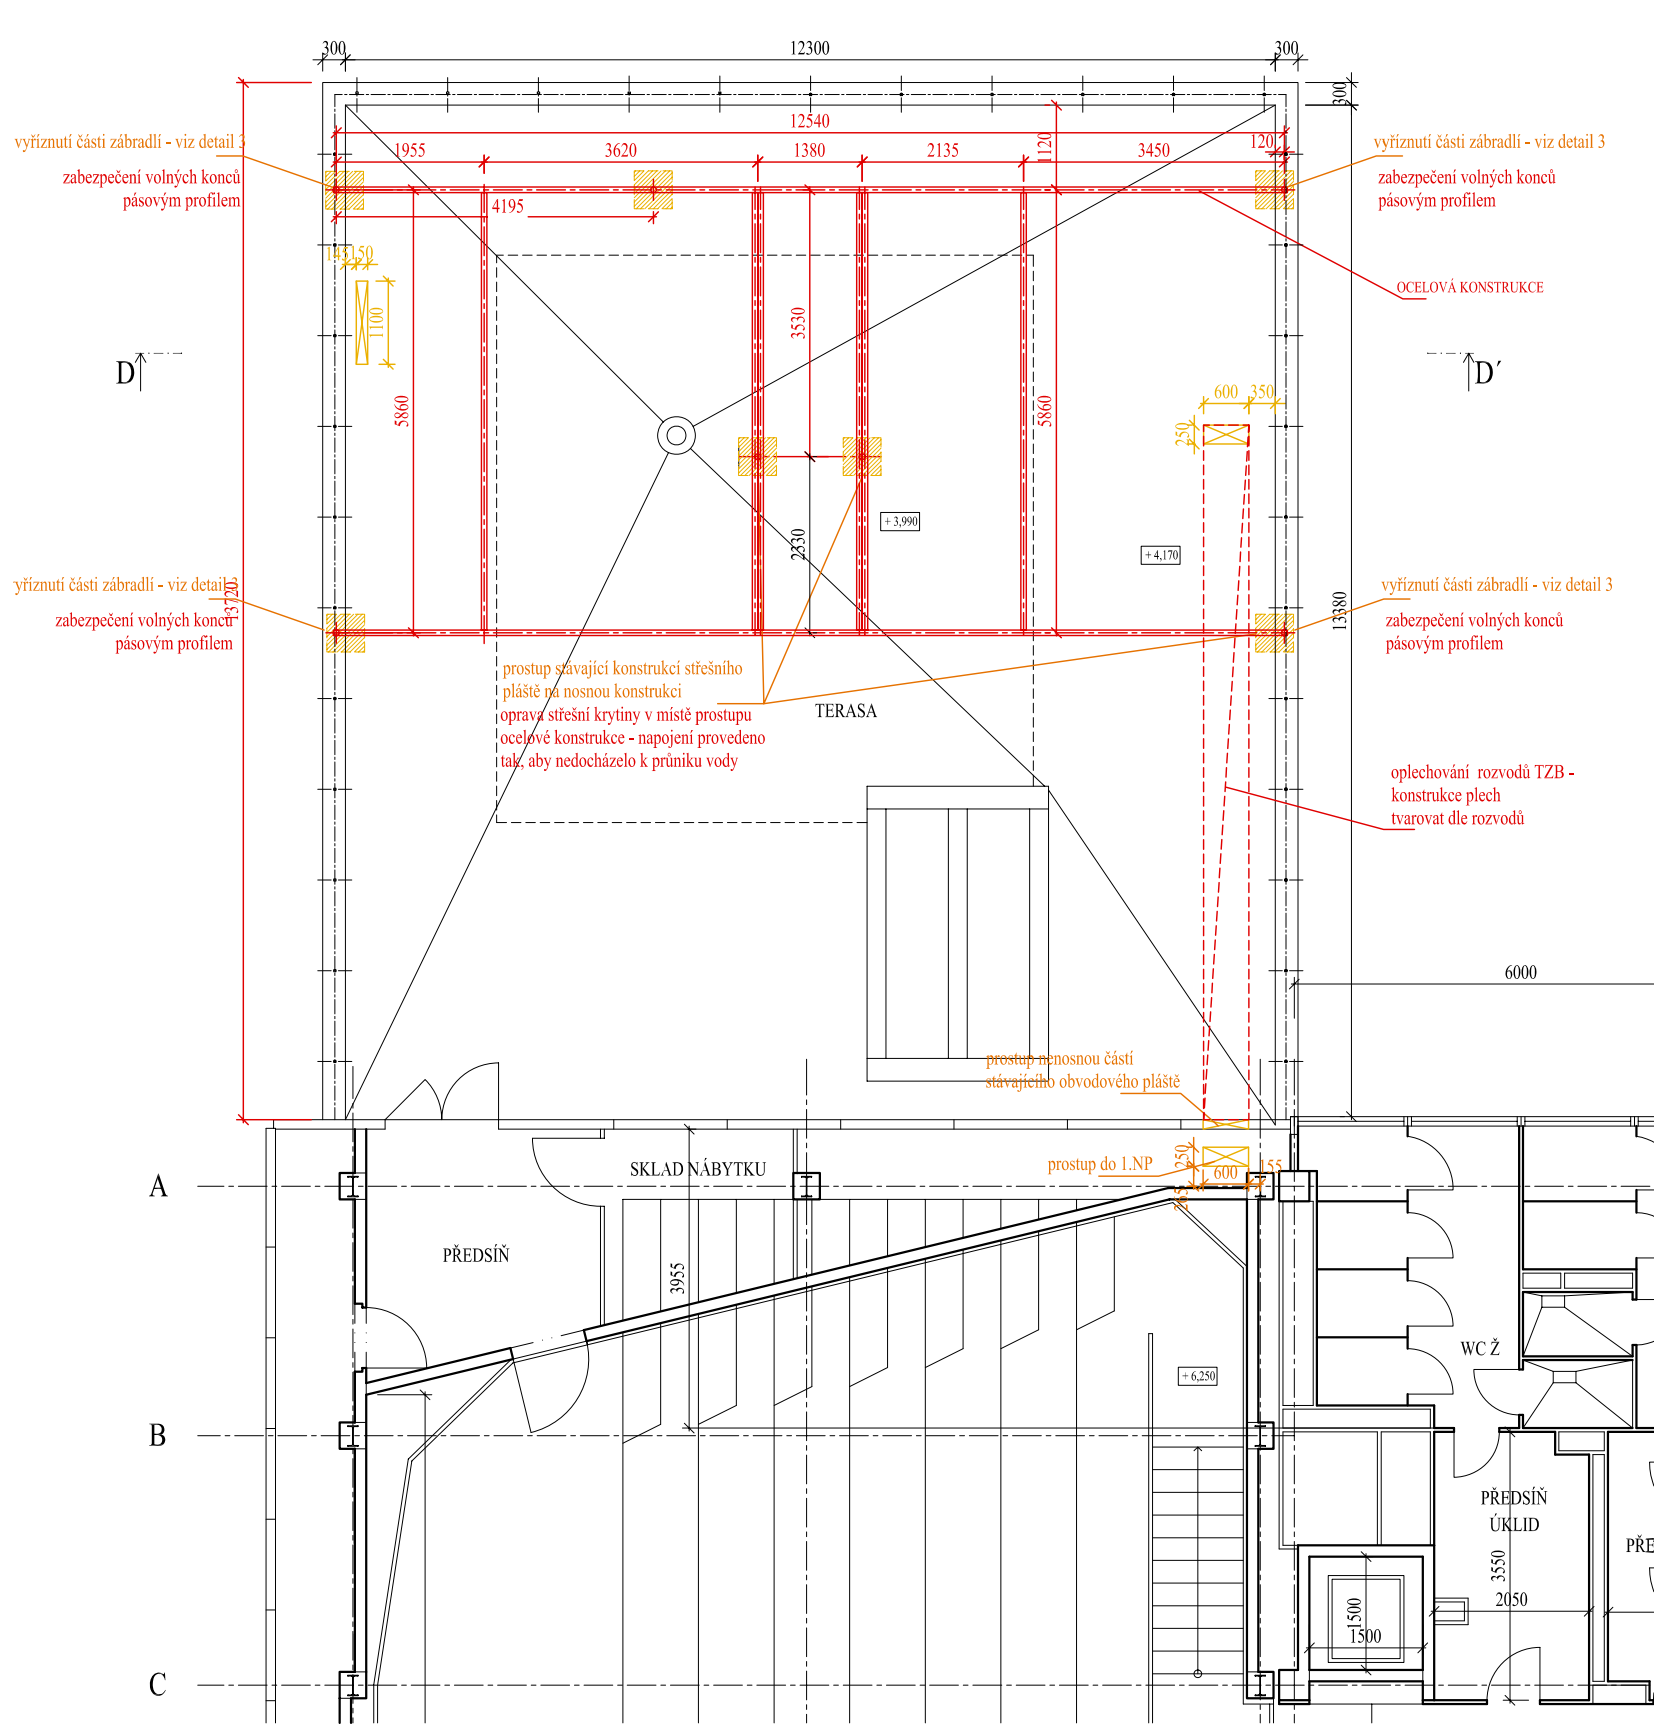 300
12300
300
300
12540
vyříznutí části zábradlí - viz detail 3
1955
3620
1380
2135
1120
3450
120
vyříznutí části zábradlí - viz detail 3
zabezpečení volných konců
pásovým profilem
zabezpečení volných konců
pásovým profilem
4195
145
150
1100
OCELOVÁ KONSTRUKCE
3530
D
D´
5860
5860
600
350
250
+ 3,990
2330
+ 4,170
vyříznutí části zábradlí - viz detail 3
13720
vyříznutí části zábradlí - viz detail 3
13380
zabezpečení volných konců
pásovým profilem
zabezpečení volných konců
pásovým profilem
prostup stávající konstrukcí střešního
pláště na nosnou konstrukci
oprava střešní krytiny v místě prostupu
ocelové konstrukce - napojení provedeno
tak, aby nedocházelo k průniku vody
TERASA
oplechování rozvodů TZB -
konstrukce plech
tvarovat dle rozvodů
6000
prostup nenosnou částí
stávajícího obvodového pláště
SKLAD NÁBYTKU
prostup do 1.NP
250
600
155
265
A
PŘEDSÍŇ
3955
WC Ž
+ 6,250
B
PŘEDSÍŇ
ÚKLID
PŘE
3550
2050
1500
1500
C